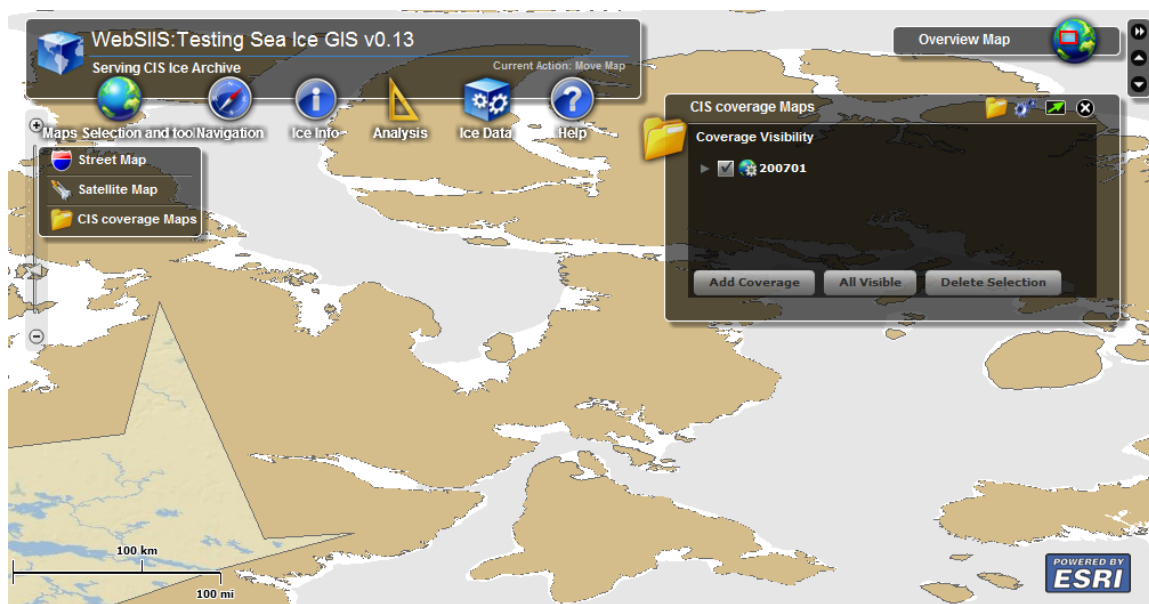 WebSIIS:Testing Sea Ice GIS v0.13
Serving CIS Ice Archive
Current Action: Move Map
Overview Map
Maps Selection and tool
Navigation
Ice Info
Analysis
Ice Data
Help
Street Map
Satellite Map
CIS coverage Maps
CIS coverage Maps
Coverage Visibility
200701
Add Coverage
All Visible
Delete Selection
100 km
100 mi
POWERED BY
ESRI